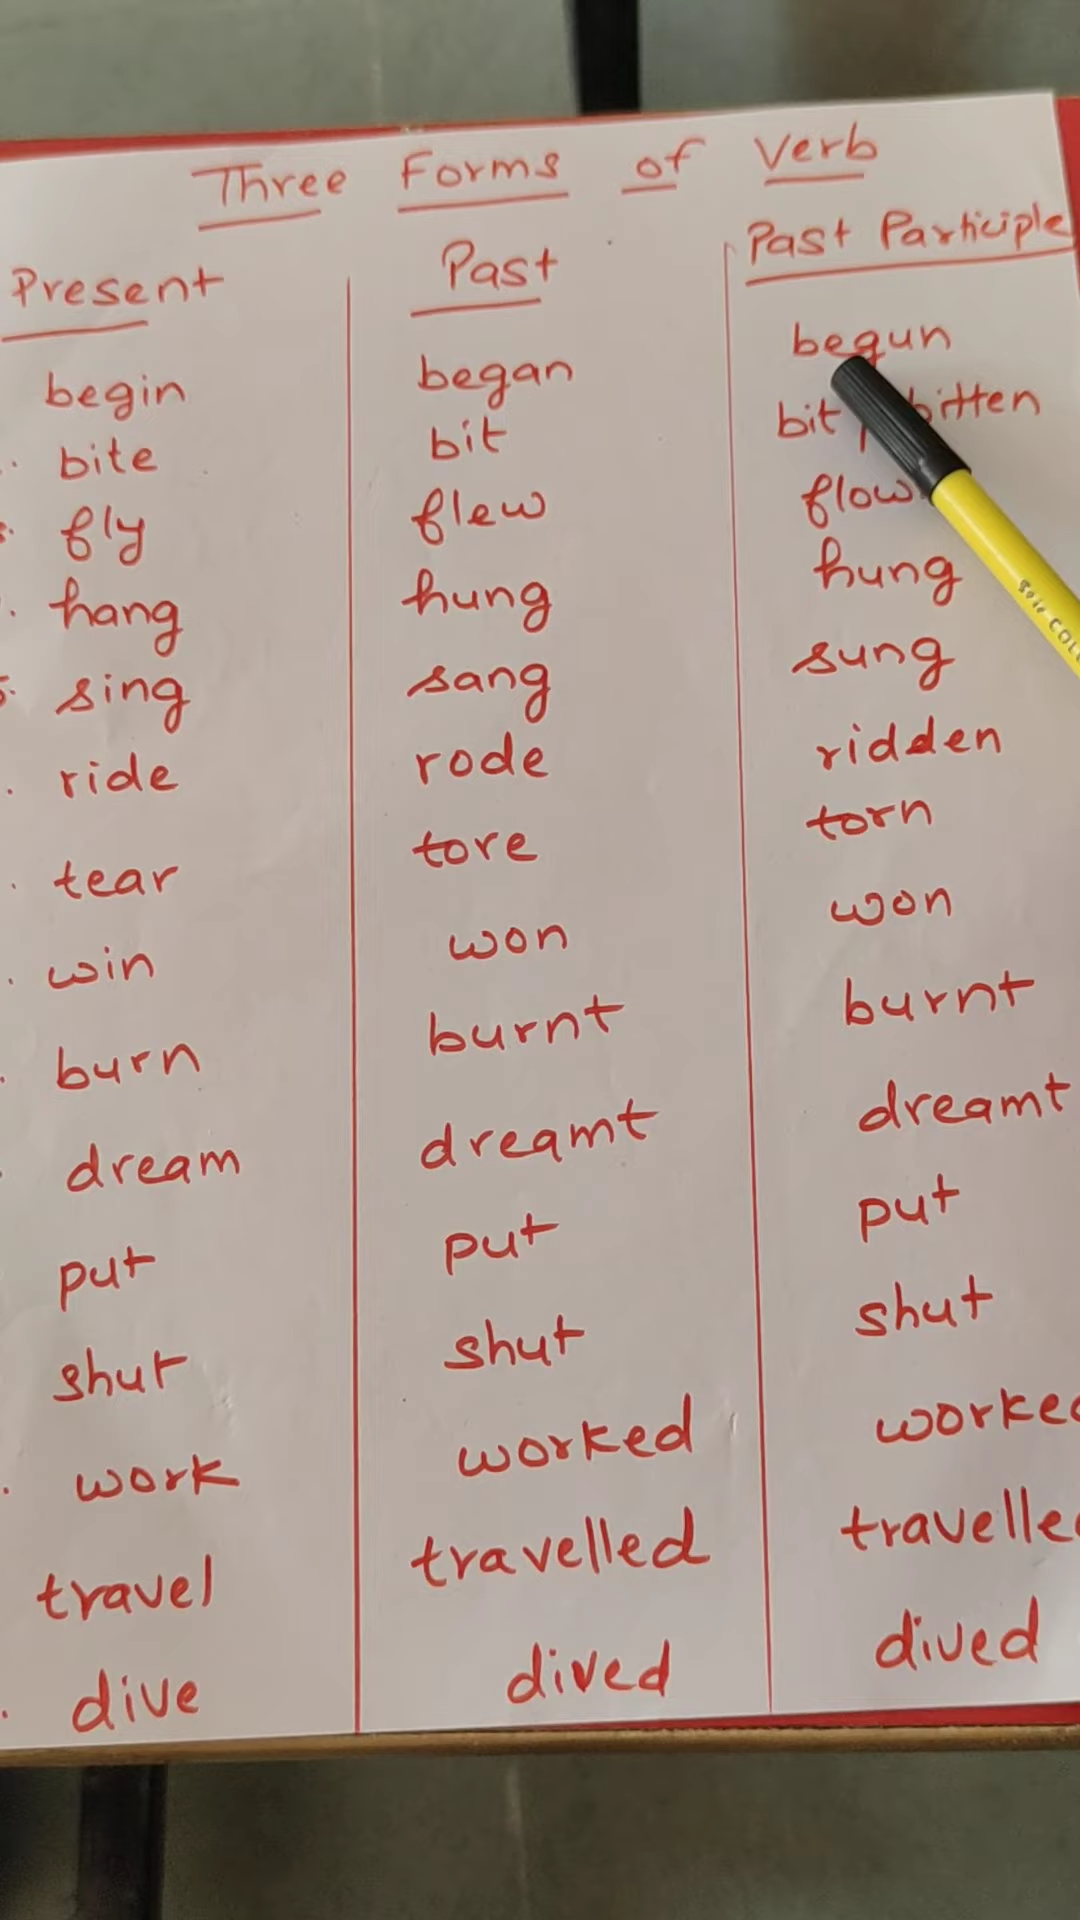 Three Forms of Verb
Present Past Past Participle
begin began begun
bite bit bit bitten
fly flew
hang hung hung
sing sang sung
ride rode ridden
tear tore torn
win won won
burn burnt burnt
dream dreamt dreamt
put put put
shut shut shut
work worked worke
travel travelled travelle
dive dived dived